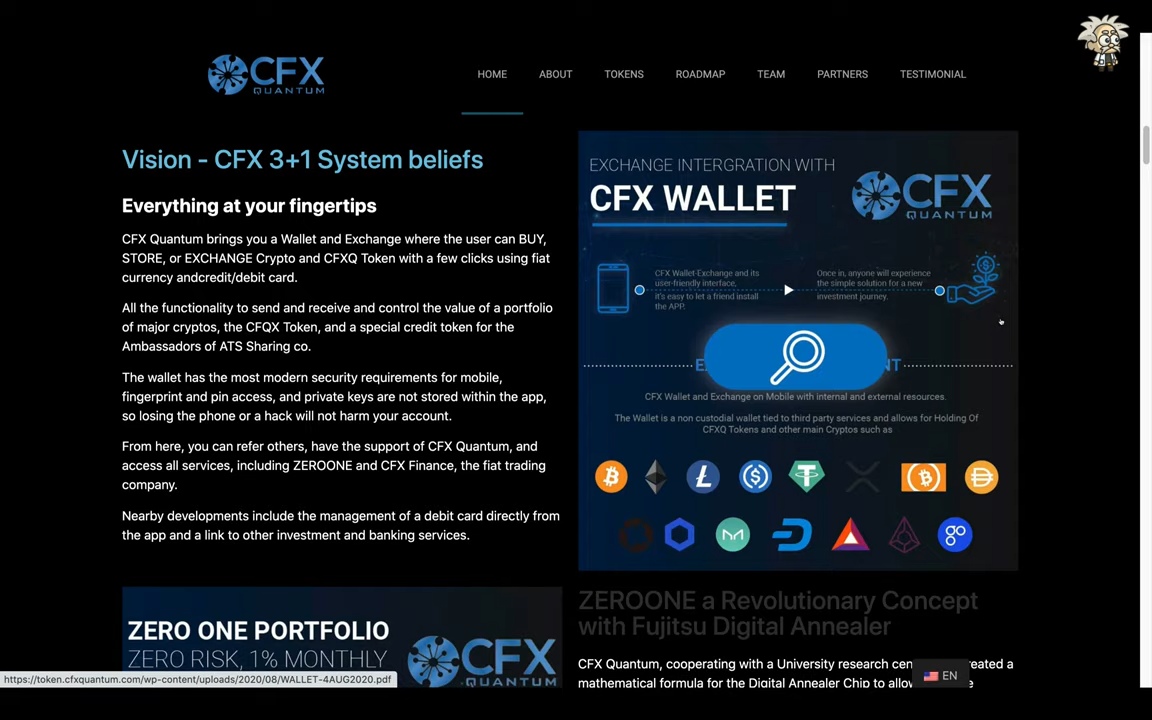 CFX
QUANTUM
HOME ABOUT TOKENS ROADMAP TEAM PARTNERS TESTIMONIAL
Vision - CFX 3+1 System beliefs
Everything at your fingertips
CFX Quantum brings you a Wallet and Exchange where the user can BUY,
STORE, or EXCHANGE Crypto and CFXQ Token with a few clicks using fiat
currency andcredit/debit card.
All the functionality to send and receive and control the value of a portfolio
of major cryptos, the CFQX Token, and a special credit token for the
Ambassadors of ATS Sharing co.
The wallet has the most modern security requirements for mobile,
fingerprint and pin access, and private keys are not stored within the app,
so losing the phone or a hack will not harm your account.
From here, you can refer others, have the support of CFX Quantum, and
access all services, including ZEROONE and CFX Finance, the fiat trading
company.
Nearby developments include the management of a debit card directly from
the app and a link to other investment and banking services.
EXCHANGE INTERGRATION WITH
CFX WALLET
CFX
QUANTUM
CFX Wallet-Exchange and its
user-friendly interface,
it's easy to let a friend install
the APP.
Once in, anyone will experience
the simple solution for a new
investment journey.
CFX Wallet and Exchange on Mobile with internal and external resources.
The Wallet is a non custodial wallet tied to third party services and allows for Holding Of
CFXQ Tokens and other main Cryptos such as
ZERO ONE PORTFOLIO
ZERO RISK, 1% MONTHLY
CFX
QUANTUM
ZEROONE a Revolutionary Concept
with Fujitsu Digital Annealer
CFX Quantum, cooperating with a University research cen
reated a
mathematical formula for the Digital Annealer Chip to allow
EN
https://token.cfxquantum.com/wp-content/uploads/2020/08/WALLET-4AUG2020.pdf